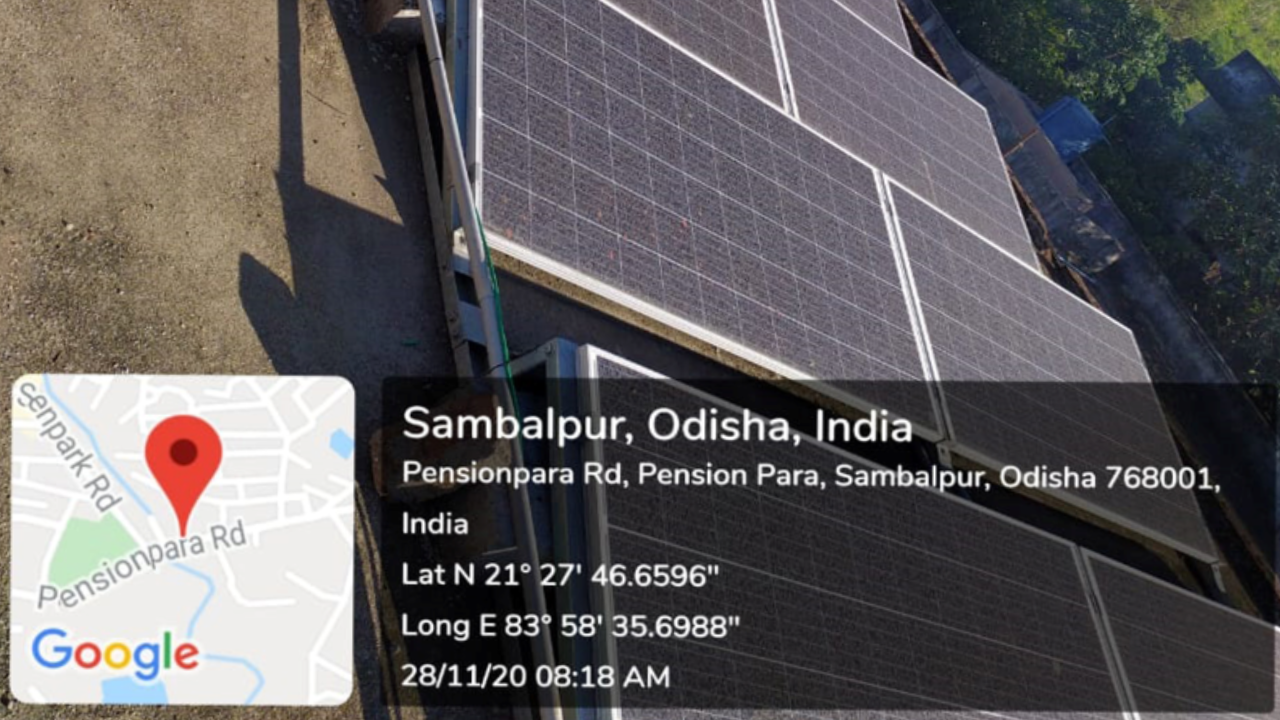 Senpark Rd
Pensionpara Rd
Google
Sambalpur, Odisha, India
Pensionpara Rd, Pension Para, Sambalpur, Odisha 768001,
India
Lat N 21° 27' 46.6596"
Long E 83° 58' 35.6988"
28/11/20 08:18 AM